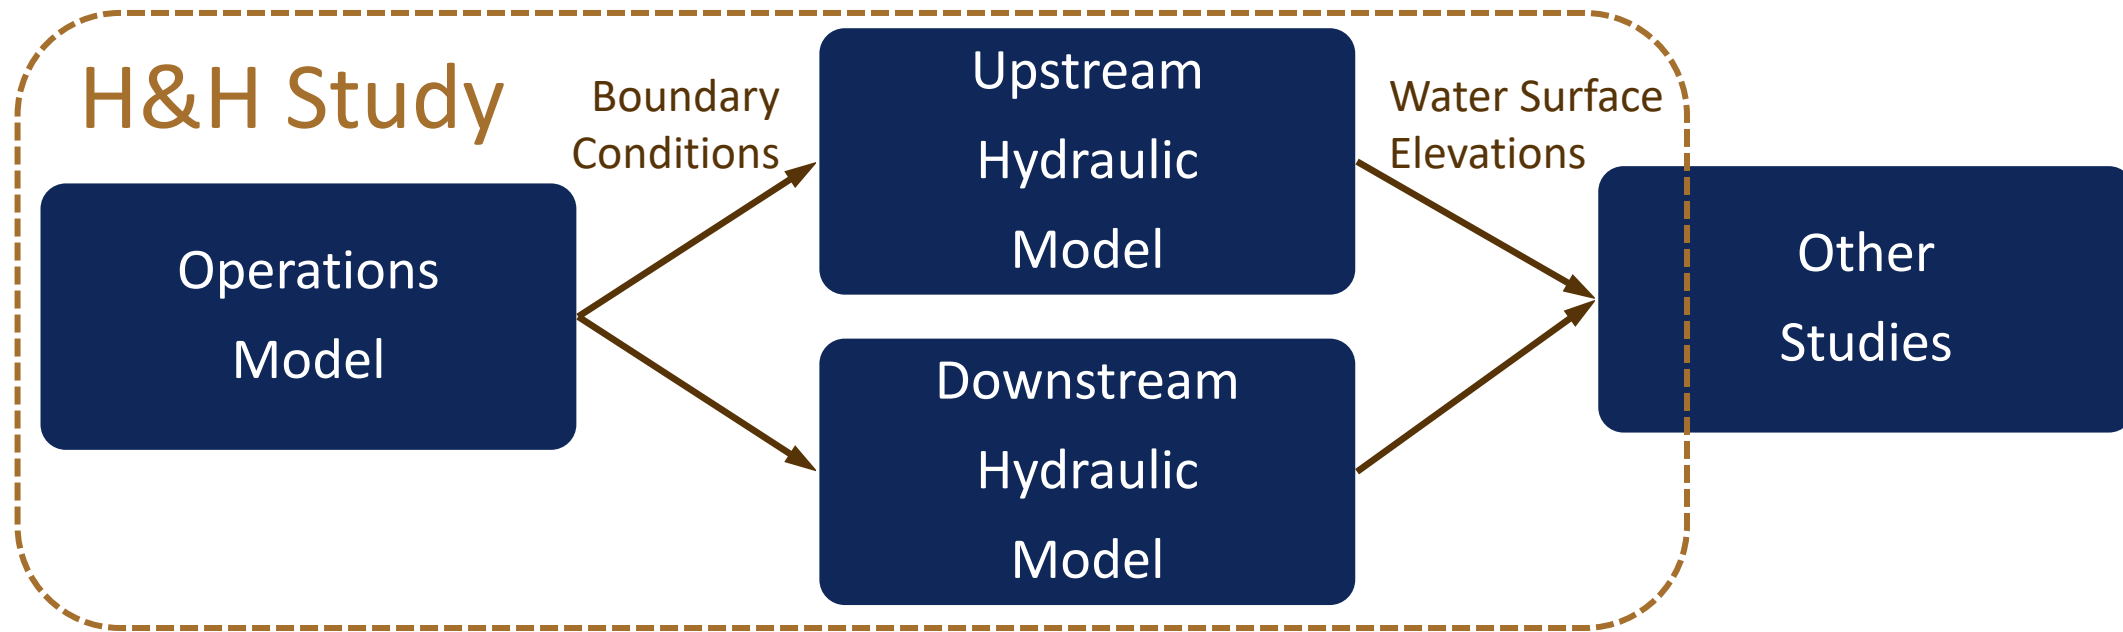 H&H Study
Boundary
Conditions
Operations
Model
Upstream
Hydraulic
Model
Downstream
Hydraulic
Model
Water Surface
Elevations
Other
Studies